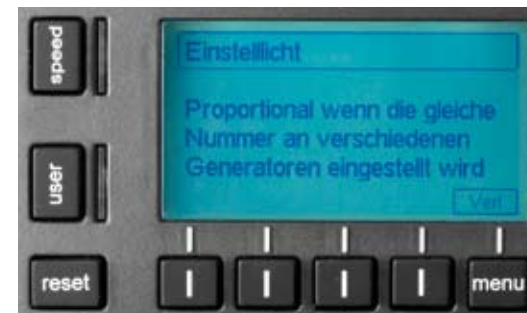 speed
Einstelllicht
Proportional wenn die gleiche
Nummer an verschiedenen
Generatoren eingestellt wird
user
Verl
reset
menu